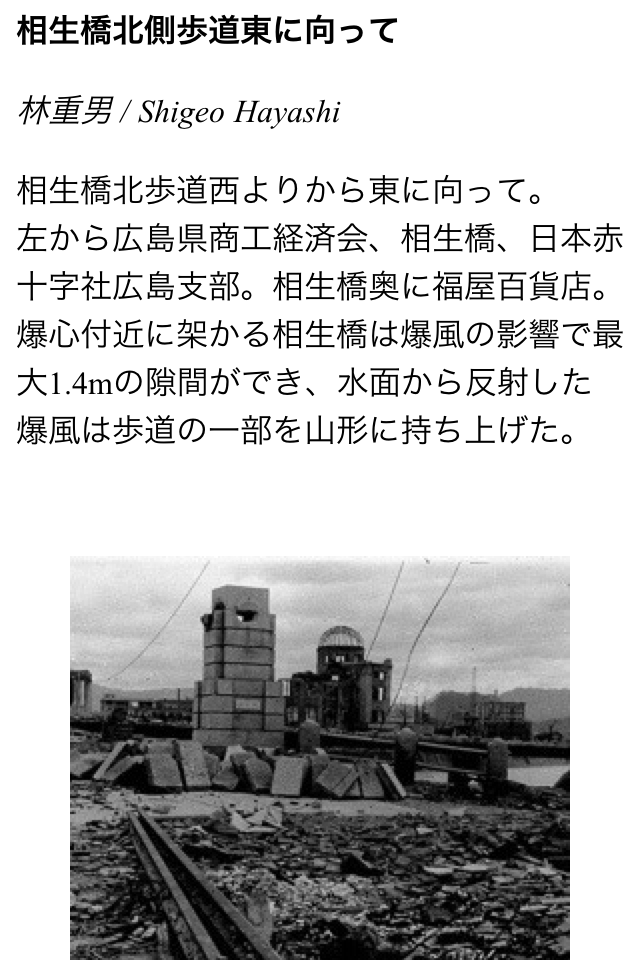 相生橋北側歩道東に向って
林重男 / Shigeo Hayashi
相生橋北歩道西よりから東に向って。
左から広島県商工経済会、相生橋、日本赤
十字社広島支部。相生橋奥に福屋百貨店。
爆心付近に架かる相生橋は爆風の影響で最
大1.4mの隙間ができ、水面から反射した
爆風は歩道の一部を山形に持ち上げた。